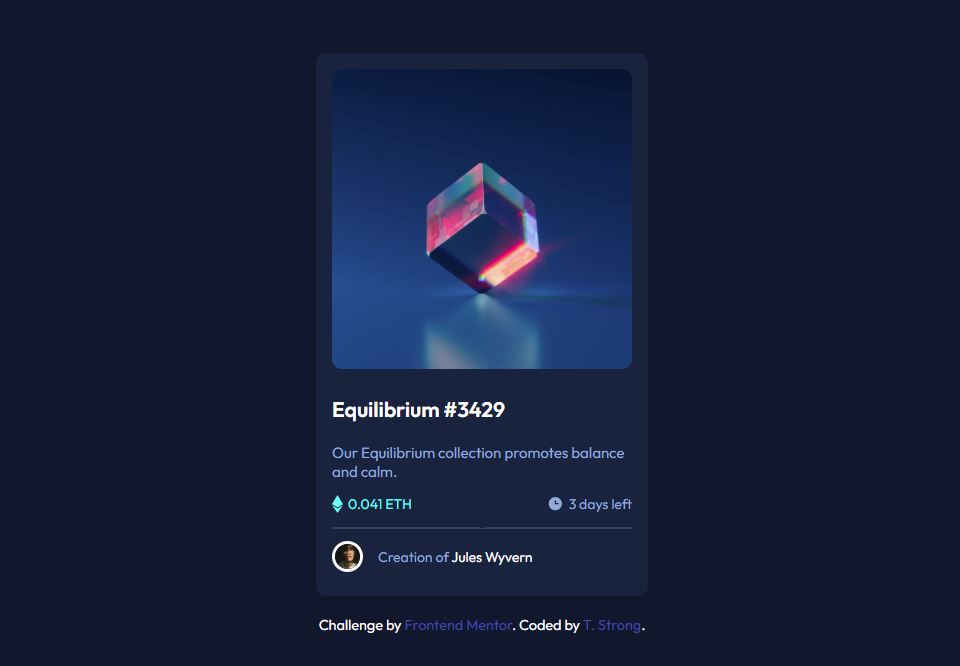 Equilibrium #3429
Our Equilibrium collection promotes balance
and calm.
0.041 ETH 3 days left
Creation of Jules Wyvern
Challenge by Frontend Mentor. Coded by T. Strong.